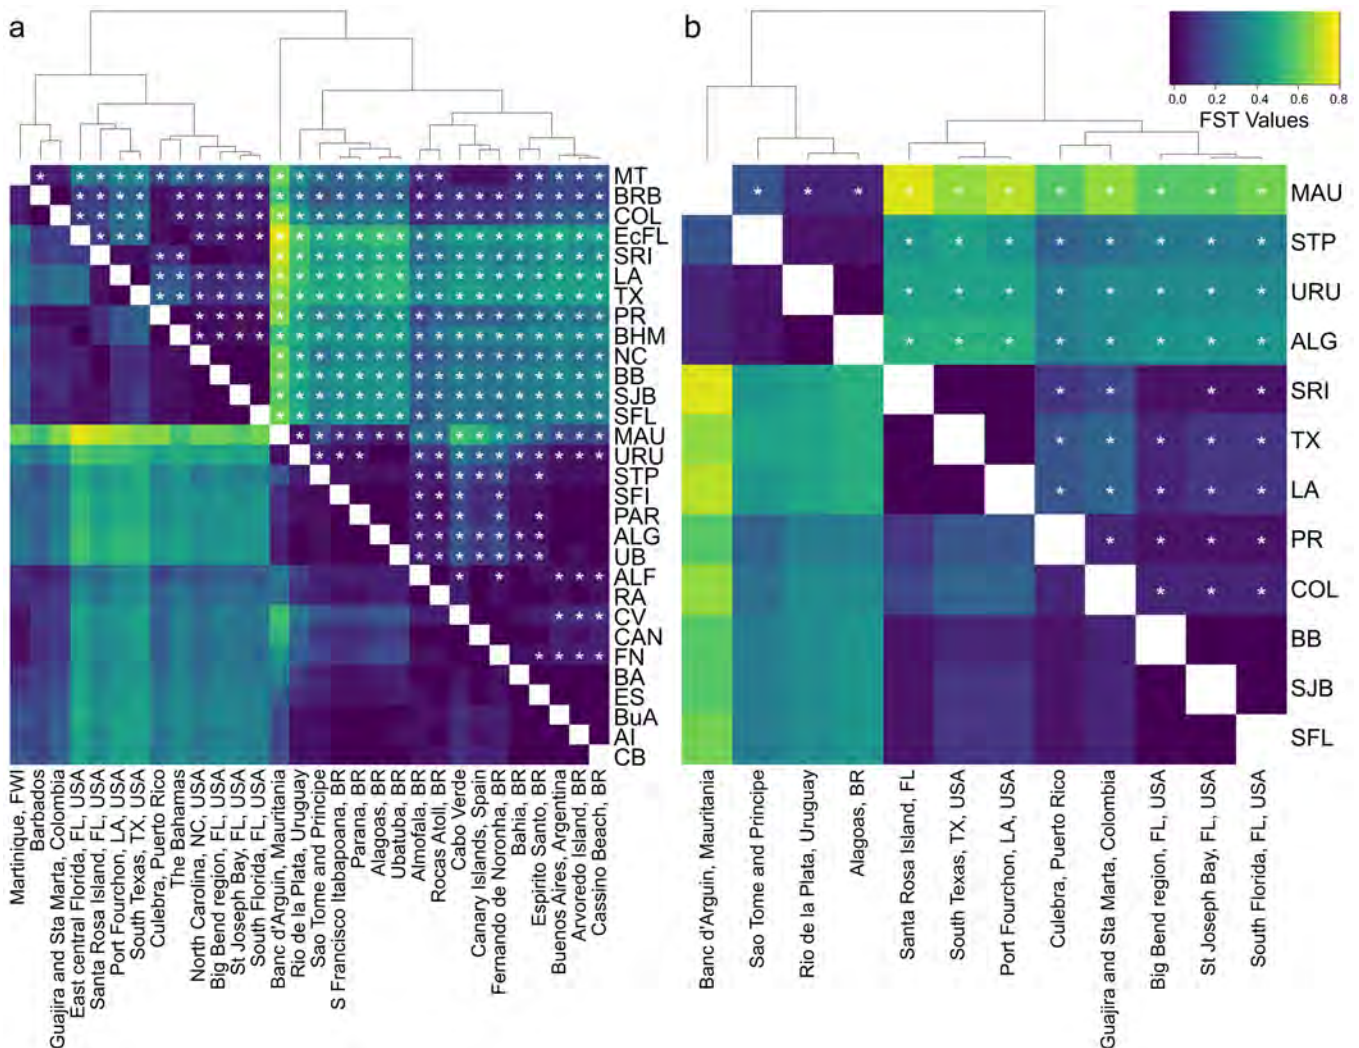 a
b
0.0 0.2 0.4 0.6 0.8
FST Values
MT
BRB
COL
EcFL
SRI
LA
TX
PR
BHM
NC
BB
SJB
SFL
MAU
URU
STP
SFI
PAR
ALG
UB
ALF
RA
CV
CAN
FN
BA
ES
BuA
AI
CB
Martinique, FWI
Barbados
Guajira and Sta Marta, Colombia
East central Florida, FL, USA
Santa Rosa Island, FL, USA
Port Fourchon, LA, USA
South Texas, TX, USA
Culebra, Puerto Rico
The Bahamas
North Carolina, NC, USA
Big Bend region, FL, USA
St Joseph Bay, FL, USA
South Florida, FL, USA
Banc d'Arguin, Mauritania
Rio de la Plata, Uruguay
Sao Tome and Principe
S Francisco Itabapoana, BR
Parana, BR
Alagoas, BR
Ubatuba, BR
Almofala, BR
Rocas Atoll, BR
Cabo Verde
Canary Islands, Spain
Fernando de Noronha, BR
Bahia, BR
Espirito Santo, BR
Buenos Aires, Argentina
Arvoredo Island, BR
Cassino Beach, BR
MAU
STP
URU
ALG
SRI
TX
LA
PR
COL
BB
SJB
SFL
Banc d'Arguin, Mauritania
Sao Tome and Principe
Rio de la Plata, Uruguay
Alagoas, BR
Santa Rosa Island, FL
South Texas, TX, USA
Port Fourchon, LA, USA
Culebra, Puerto Rico
Guajira and Sta Marta, Colombia
Big Bend region, FL, USA
St Joseph Bay, FL, USA
South Florida, FL, USA